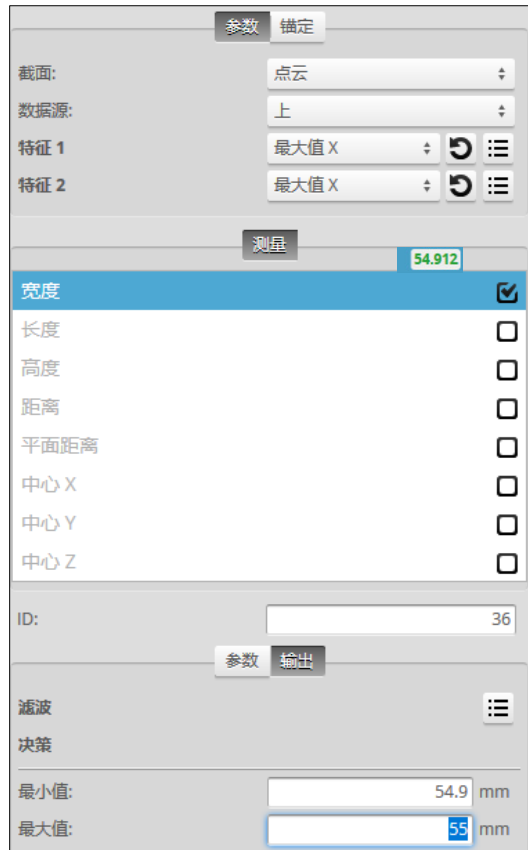 参数 锚定
截面: 点云
数据源: 上
特征 1 最大值 X
特征 2 最大值 X
测量
54.912
宽度
长度
高度
距离
平面距离
中心 X
中心 Y
中心 Z
ID: 36
参数 输出
滤波
决策
最小值: 54.9 mm
最大值: 55 mm